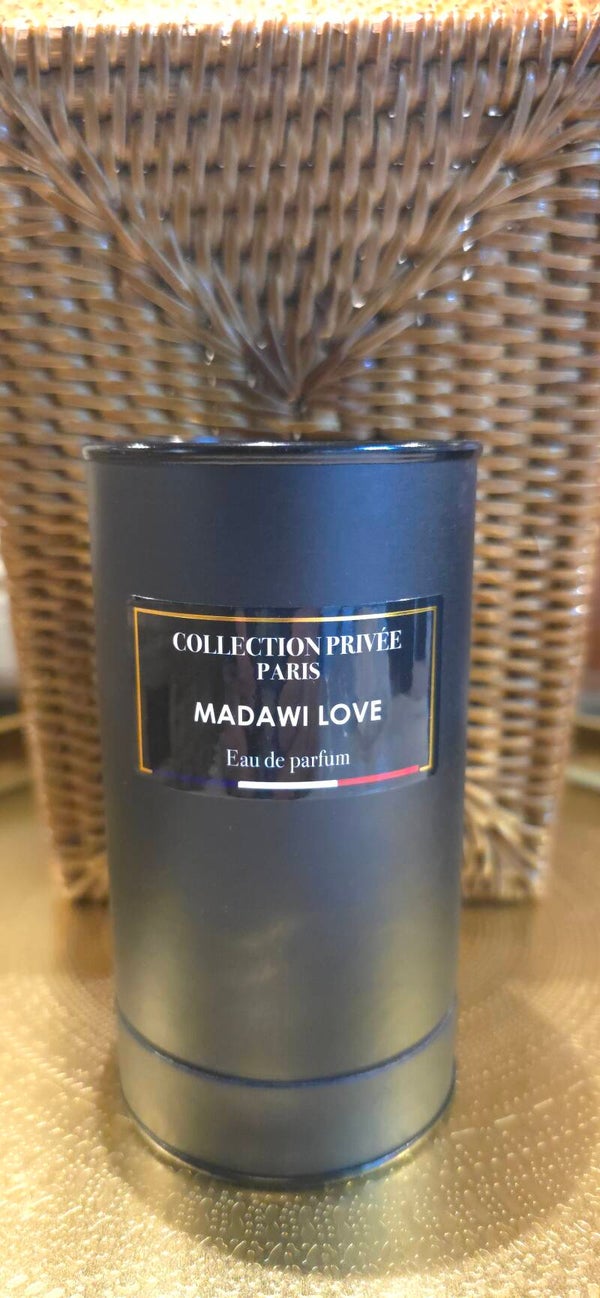 COLLECTION PRIVÉE
PARIS
MADAWI LOVE
Eau de parfum